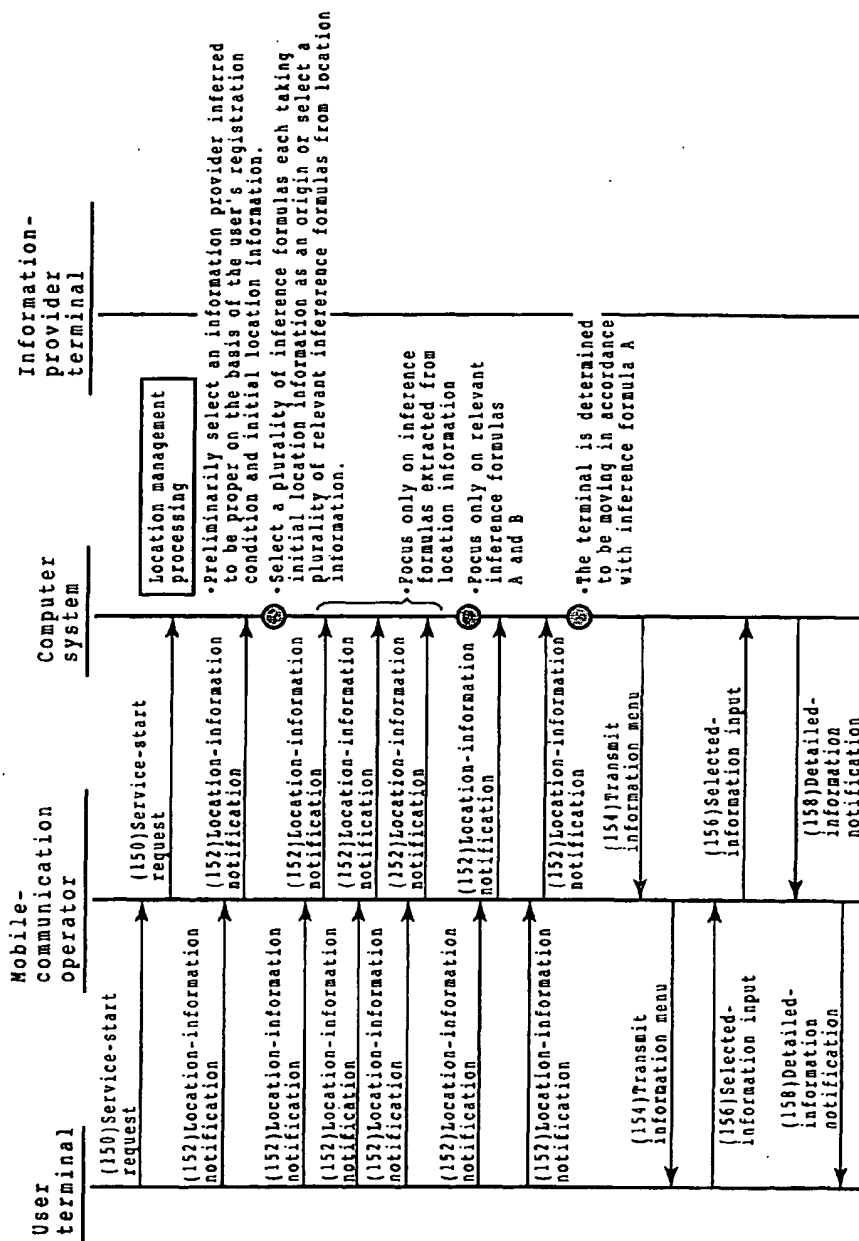 User
terminal
Mobile-
communication
operator
Computer
system
Information-
provider
terminal
(150)Service-start
request
(150)Service-start
request
Location management
processing
(152)Location-information
notification
(152)Location-information
notification
•Preliminarily select an information provider inferred
to be proper on the basis of the user's registration
condition and initial location information.
•Select a plurality of inference formulas each taking
initial location information as an origin or select a
plurality of relevant infererence formulas from location
information.
(152)Location-information
notification
(152)Location-information
notification
(152)Location-information
notification
(152)Location-information
notification
(152)Location-information
notification
(152)Location-information
notification
•Focus only on inference
formulas extracted from
location information
(152)Location-information
notification
(152)Location-information
notification
•Focus only on relevant
inference formulas
A and B
(152)Location-information
notification
(152)Location-information
notification
•The terminal is determined
to be moving in accordance
with inference formula A
(154)Transmit
information menu
(154)Transmit
information menu
(156)Selected-
information input
(156)Selected-
information input
(158)Detailed-
information
notification
(158)Detailed-
information
notification